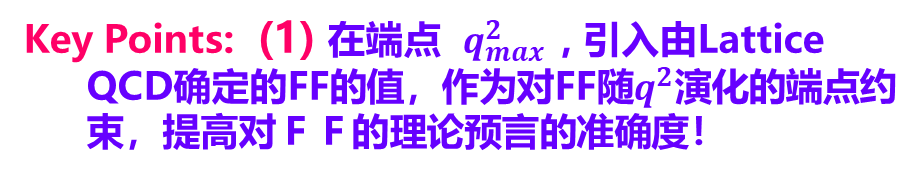 Key Points:（1）在端点 $q^2_{max}$ , 引入由Lattice
QCD确定的FF的值，作为对FF随$q^2$演化的端点约
束，提高对 F F 的理论预言的准确度！